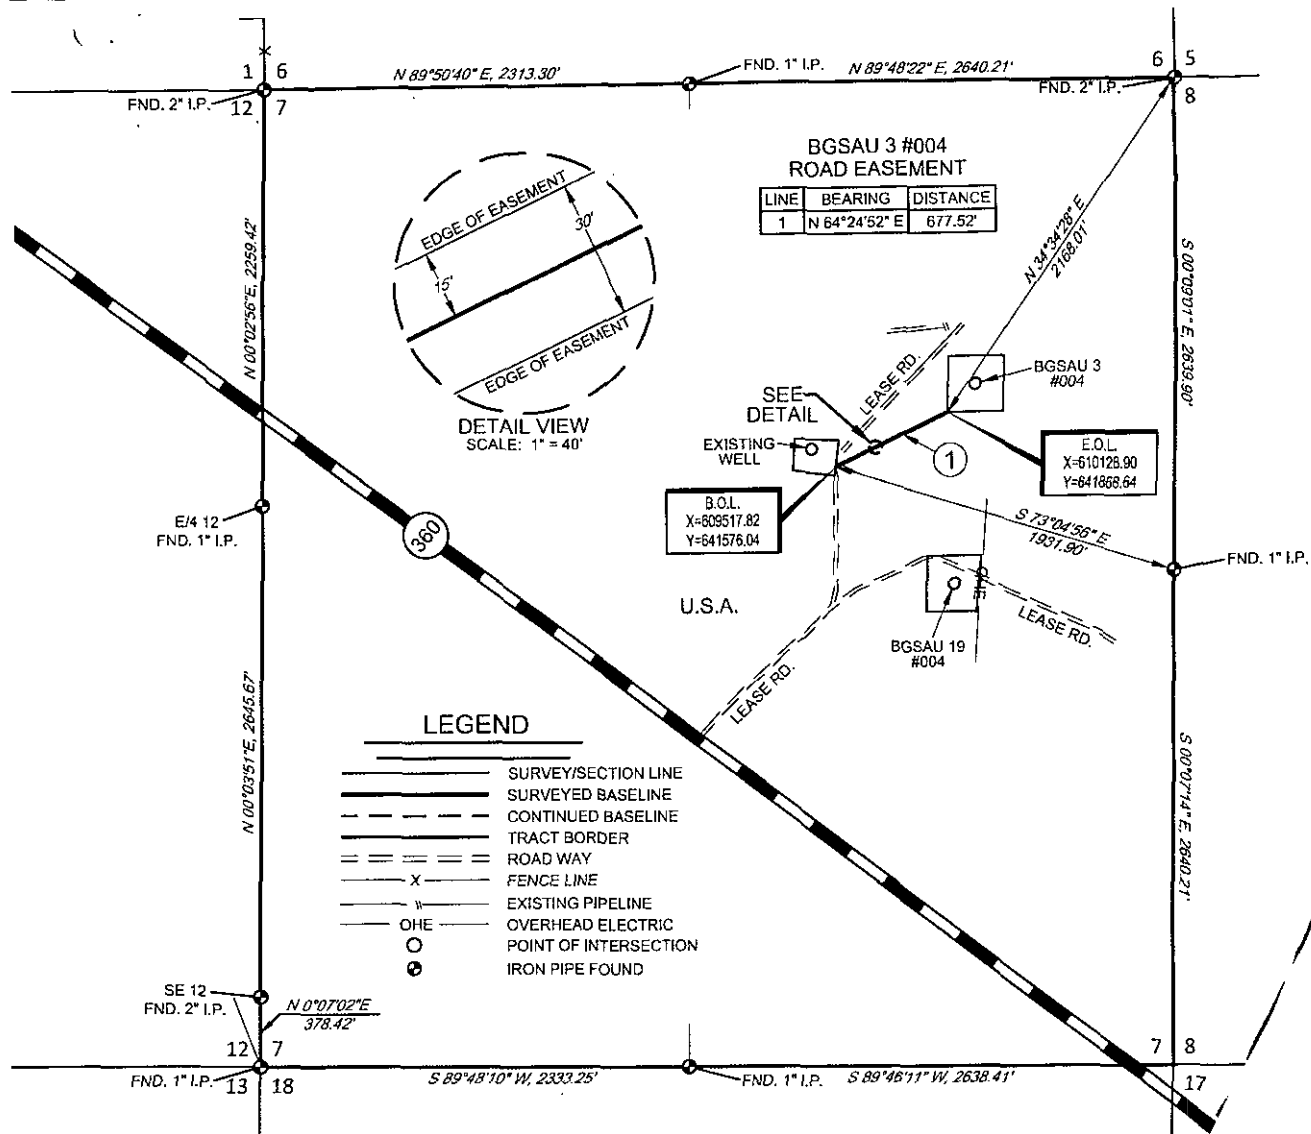 1 6
12 7
N 89°50'40" E, 2313.30'
FND. 1" I.P.
N 89°48'22" E, 2640.21'
6 5
8
FND. 2" I.P.
FND. 2" I.P.
BGSAU 3 #004
ROAD EASEMENT
LINE BEARING DISTANCE
1 N 64°24'52" E 677.52'
EDGE OF EASEMENT
30'
15'
EDGE OF EASEMENT
DETAIL VIEW
SCALE: 1" = 40'
N 00°02'56"E, 2259.42'
N 34°34'28" E
2168.01'
S 00°09'01" E, 2639.90'
LEASE RD.
BGSAU 3
#004
SEE
DETAIL
EXISTING
WELL
1
E.O.L.
X=610128.90
Y=641868.64
B.O.L.
X=609517.82
Y=641576.04
S 73°04'56" E
1931.90'
FND. 1" I.P.
E/4 12
FND. 1" I.P.
360
U.S.A.
OHE
LEASE RD.
BGSAU 19
#004
LEASE RD.
N 00°03'51"E, 2645.67'
S 00°07'14" E, 2640.21'
LEGEND
SURVEY/SECTION LINE
SURVEYED BASELINE
CONTINUED BASELINE
TRACT BORDER
ROAD WAY
X FENCE LINE
\\ EXISTING PIPELINE
OHE OVERHEAD ELECTRIC
POINT OF INTERSECTION
IRON PIPE FOUND
SE 12
FND. 2" I.P.
N 0°07'02"E
378.42'
12 7
13 18
FND. 1" I.P.
S 89°48'10" W, 2333.25'
FND. 1" I.P.
S 89°46'11" W, 2638.41'
7 8
17